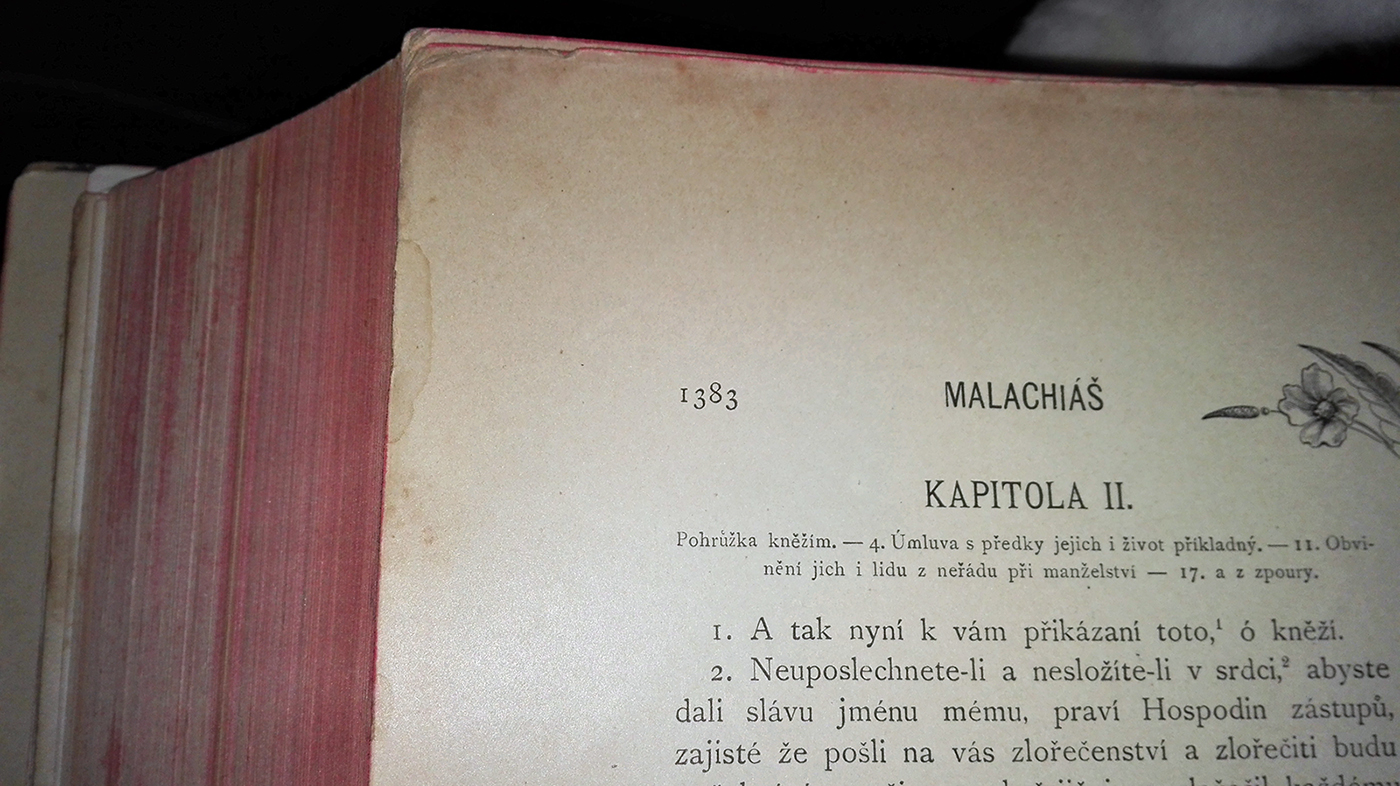 1383 MALACHIÁŠ
KAPITOLA II.
Pohrůžka kněžím. — 4. Úmluva s předky jejich i život příkladný. — 11. Obvi-
nění jich i lidu z neřádu při manželství — 17. a z zpoury.
1. A tak nyní k vám přikázaní toto,¹ ó kněží.
2. Neuposlechnete-li a nesložíte-li v srdci,² abyste
dali slávu jménu mému, praví Hospodin zástupů,
zajisté že pošli na vás zlořečenství a zlořečiti budu